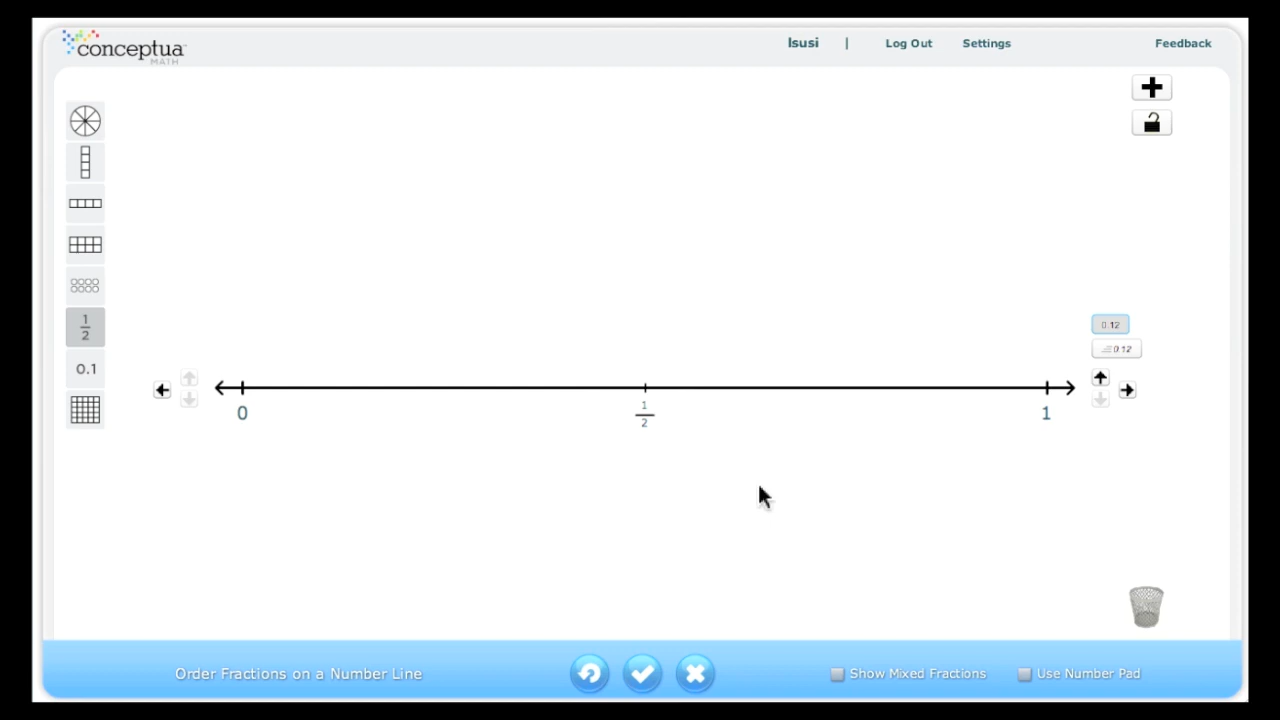 conceptua
MATH
lsusi | Log Out Settings Feedback
1
2
0.1
0.12
0.12
0
1
2
1
Order Fractions on a Number Line
Show Mixed Fractions
Use Number Pad